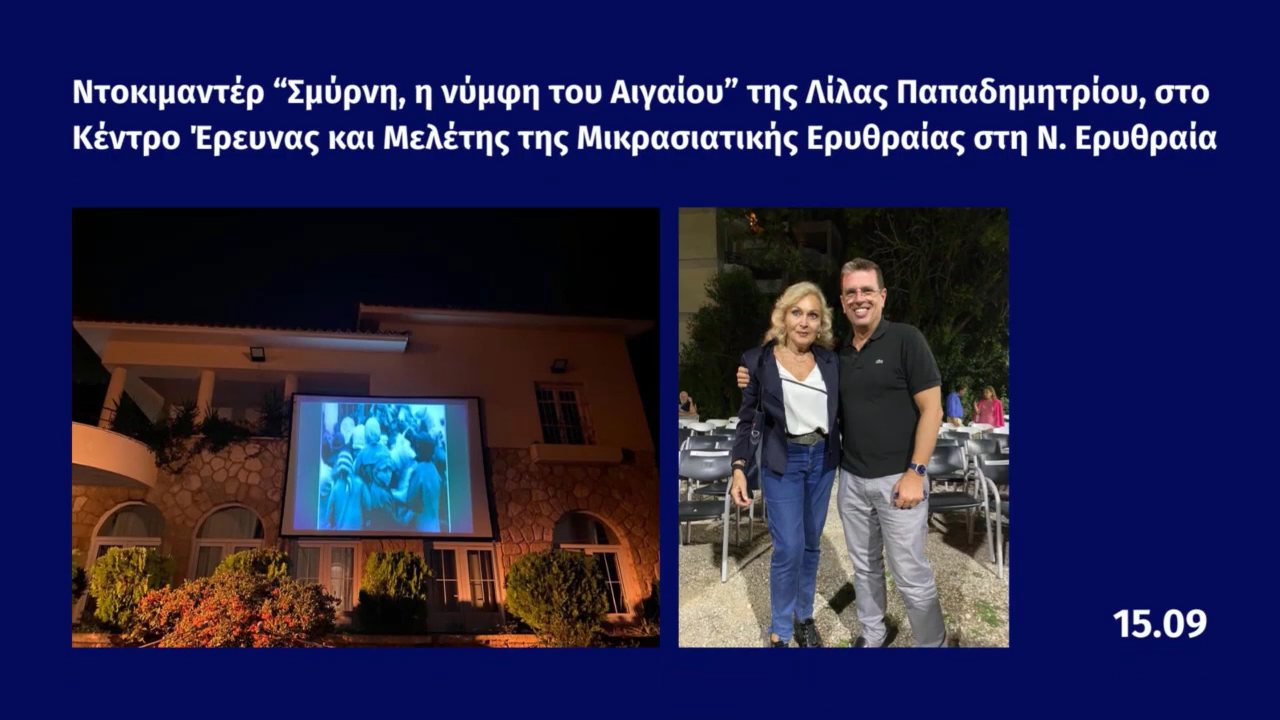 Ντοκιμαντέρ “Σμύρνη, η νύμφη του Αιγαίου” της Λίλας Παπαδημητρίου, στο
Κέντρο Έρευνας και Μελέτης της Μικρασιατικής Ερυθραίας στη Ν. Ερυθραία
15.09